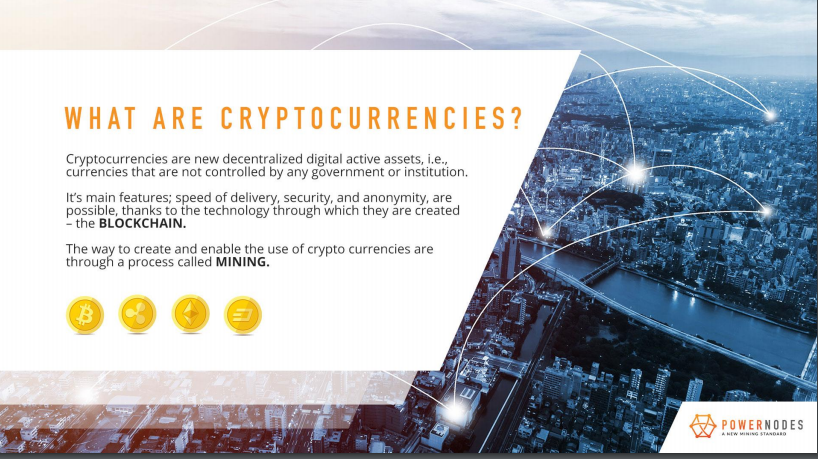 WHAT ARE CRYPTOCURRENCIES?
Cryptocurrencies are new decentralized digital active assets, i.e.,
currencies that are not controlled by any government or institution.
It's main features; speed of delivery, security, and anonymity, are
possible, thanks to the technology through which they are created
– the BLOCKCHAIN.
The way to create and enable the use of crypto currencies are
through a process called MINING.
POWERNODES
A NEW MINING STANDARD